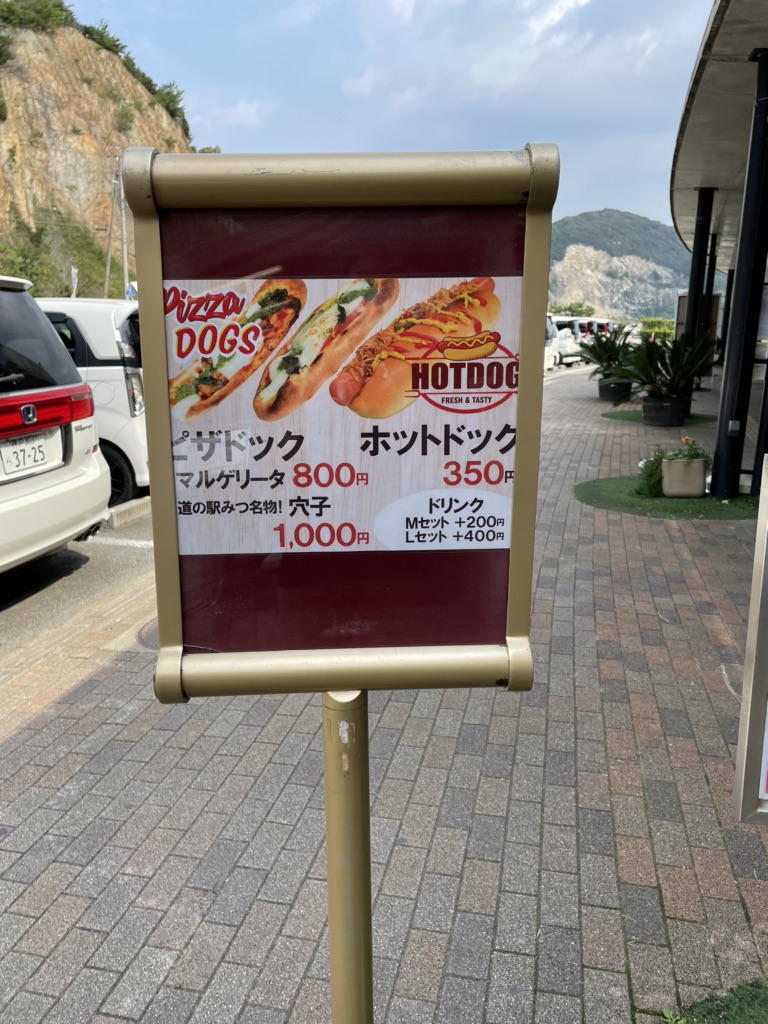 Pizza
DOGS
HOTDOG
FRESH & TASTY
ピザドック
ホットドック
マルゲリータ 800円
350円
道の駅みつ名物! 穴子
1,000円
ドリンク
Mセット +200円
Lセット +400円
37-25